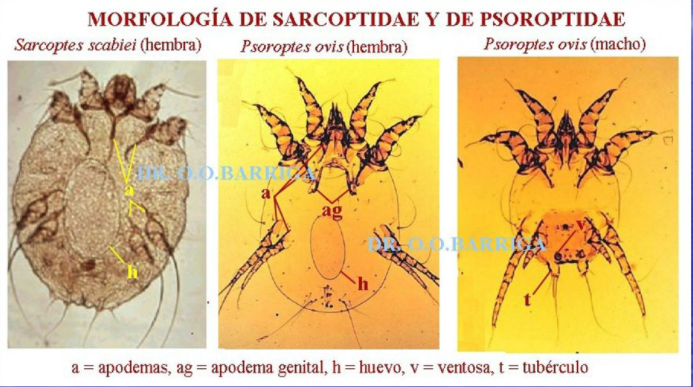 MORFOLOGÍA DE SARCOPTIDAE Y DE PSOROPTIDAE
Sarcoptes scabiei (hembra)
Psoroptes ovis (hembra)
Psoroptes ovis (macho)
a
h
DR. O.O.BARRIGA
a
ag
h
DR. O.O.BARRIGA
v
t
a = apodemas, ag = apodema genital, h = huevo, v = ventosa, t = tubérculo